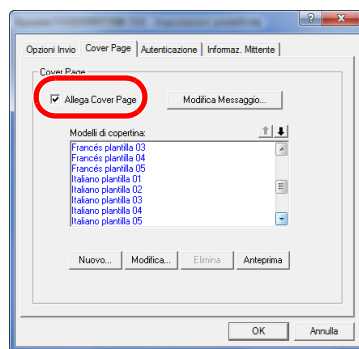 Opzioni Invio Cover Page Autenticazione Informaz. Mittente
Cover Page
Allega Cover Page Modifica Messaggio...
Modelli di copertina:
Francés plantilla 03
Francés plantilla 04
Francés plantilla 05
Italiano plantilla 01
Italiano plantilla 02
Italiano plantilla 03
Italiano plantilla 04
Italiano plantilla 05
Nuovo... Modifica... Elimina Anteprima
OK Annulla